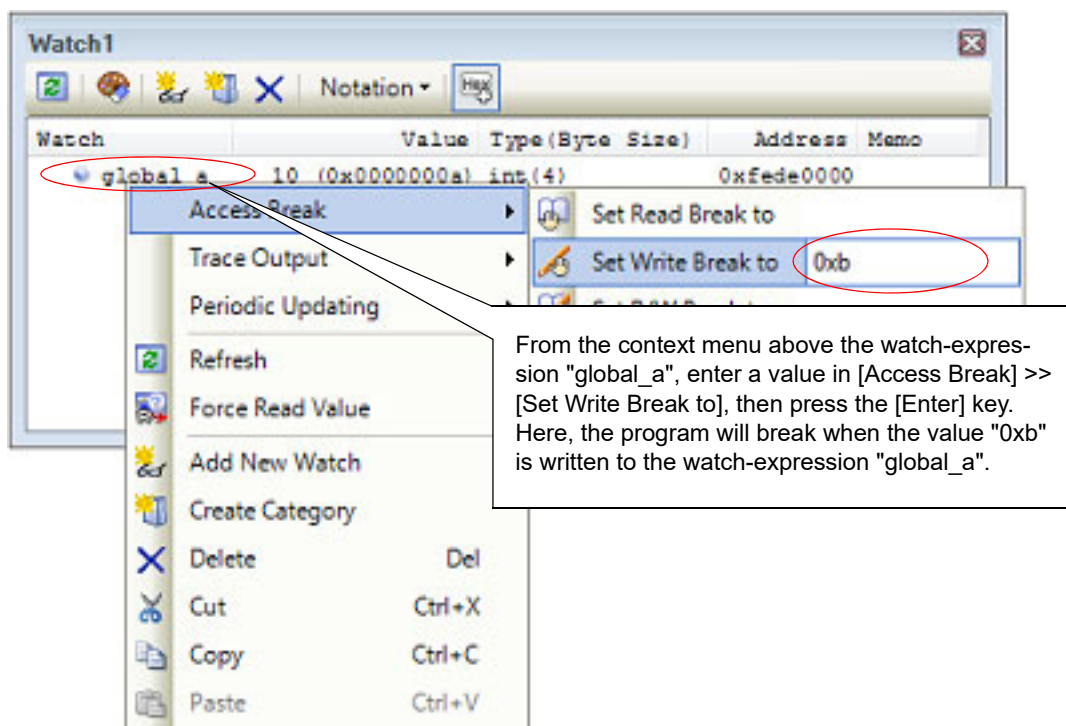 Watch1
Notation
Hex
Watch Value Type(Byte Size) Address Memo
global_a 10 (0x0000000a) int(4) 0xfede0000
Access Break
Set Read Break to
Trace Output
Set Write Break to 0xb
Periodic Updating
From the context menu above the watch-expres-
sion "global_a", enter a value in [Access Break] >>
[Set Write Break to], then press the [Enter] key.
Here, the program will break when the value "0xb"
is written to the watch-expression "global_a".
Refresh
Force Read Value
Add New Watch
Create Category
Delete Del
Cut Ctrl+X
Copy Ctrl+C
Paste Ctrl+V